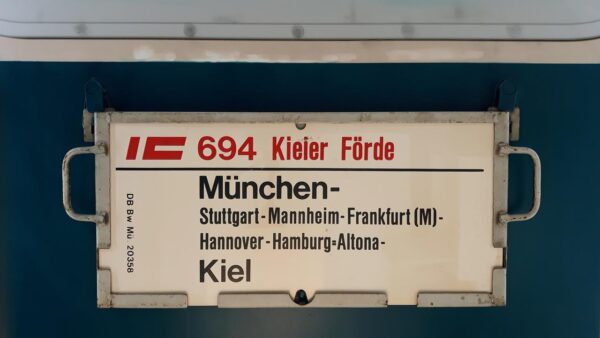 IC 694 Kieler Förde
München-
Stuttgart-Mannheim-Frankfurt (M)-
Hannover-Hamburg=Altona-
Kiel
DB Bw Mü 20358